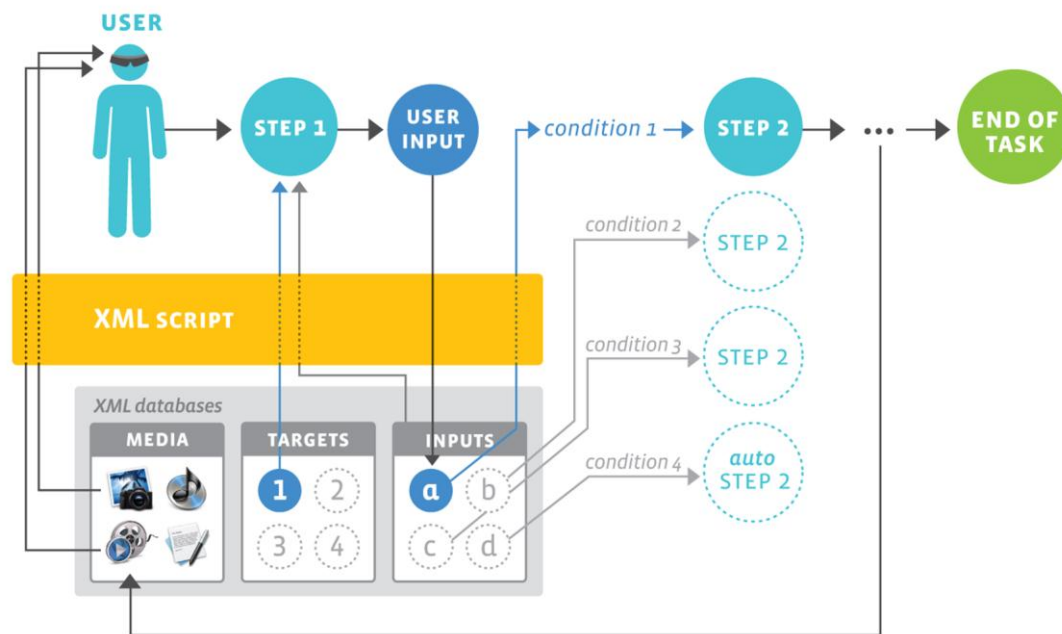 USER
STEP 1
USER
INPUT
condition 1
STEP 2
...
END OF
TASK
condition 2
STEP 2
XML SCRIPT
condition 3
STEP 2
XML databases
MEDIA
TARGETS
INPUTS
1
2
3
4
a
b
c
d
condition 4
auto
STEP 2